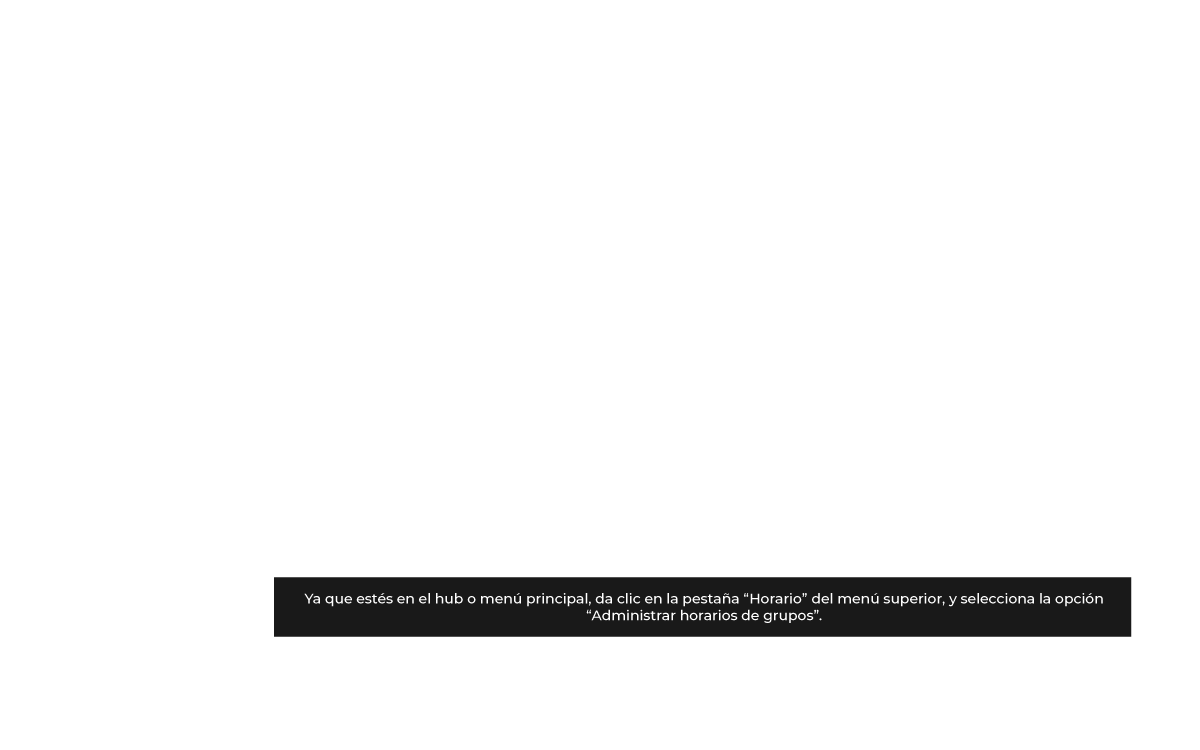 Ya que estés en el hub o menú principal, da clic en la pestaña “Horario” del menú superior, y selecciona la opción
“Administrar horarios de grupos”.